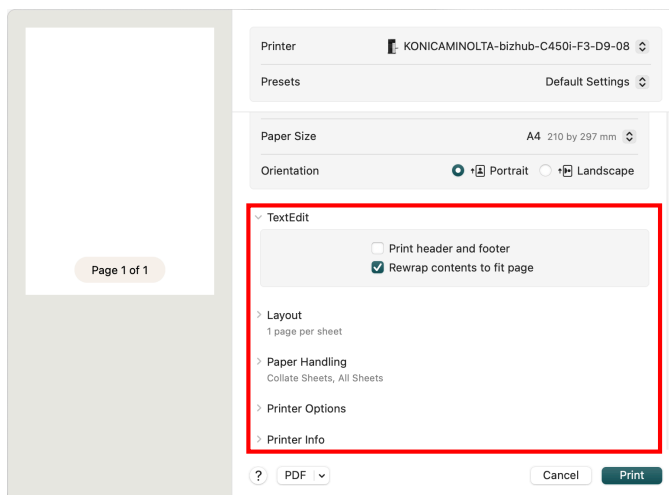 Printer KONICAMINOLTA-bizhub-C450i-F3-D9-08
Presets Default Settings
Paper Size A4 210 by 297 mm
Orientation Portrait Landscape
TextEdit
Print header and footer
Rewrap contents to fit page
Page 1 of 1
Layout
1 page per sheet
Paper Handling
Collate Sheets, All Sheets
Printer Options
Printer Info
? PDF Cancel Print